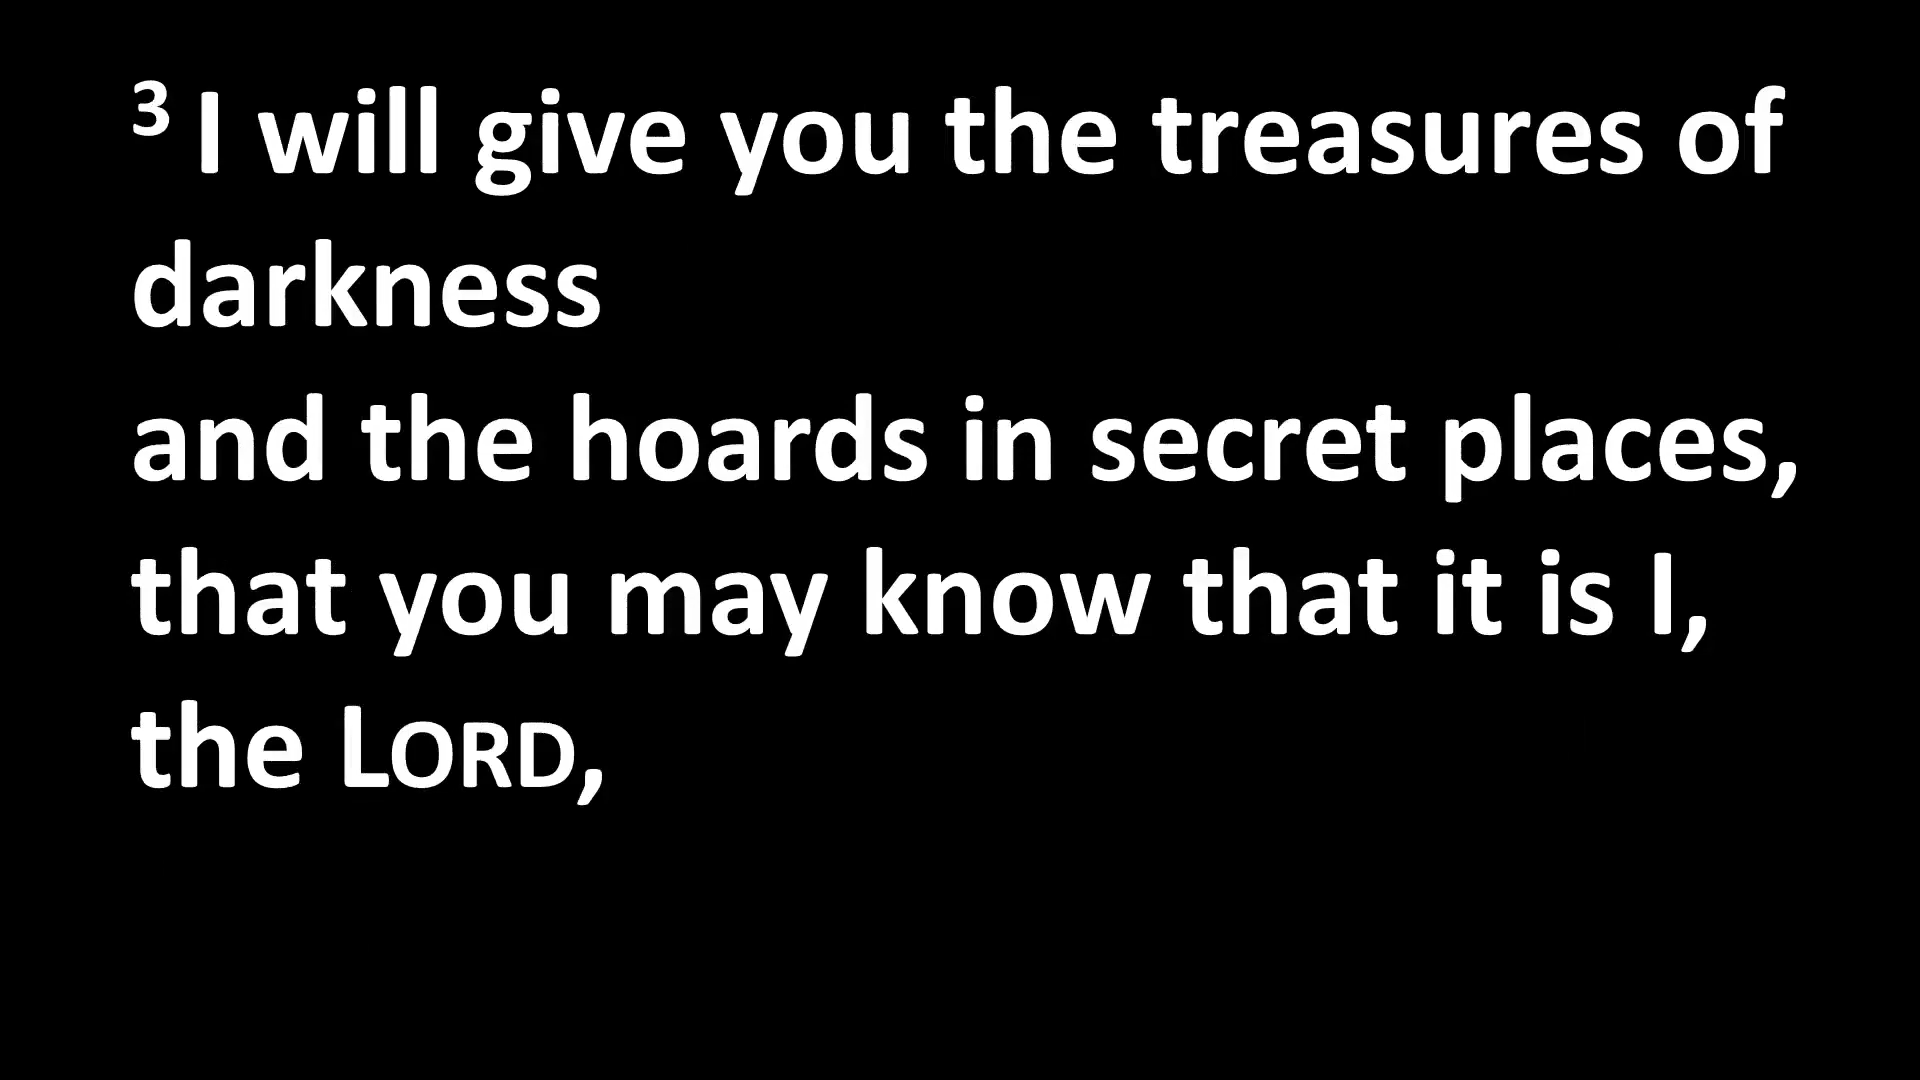 ³ I will give you the treasures of
darkness
and the hoards in secret places,
that you may know that it is I,
the LORD,